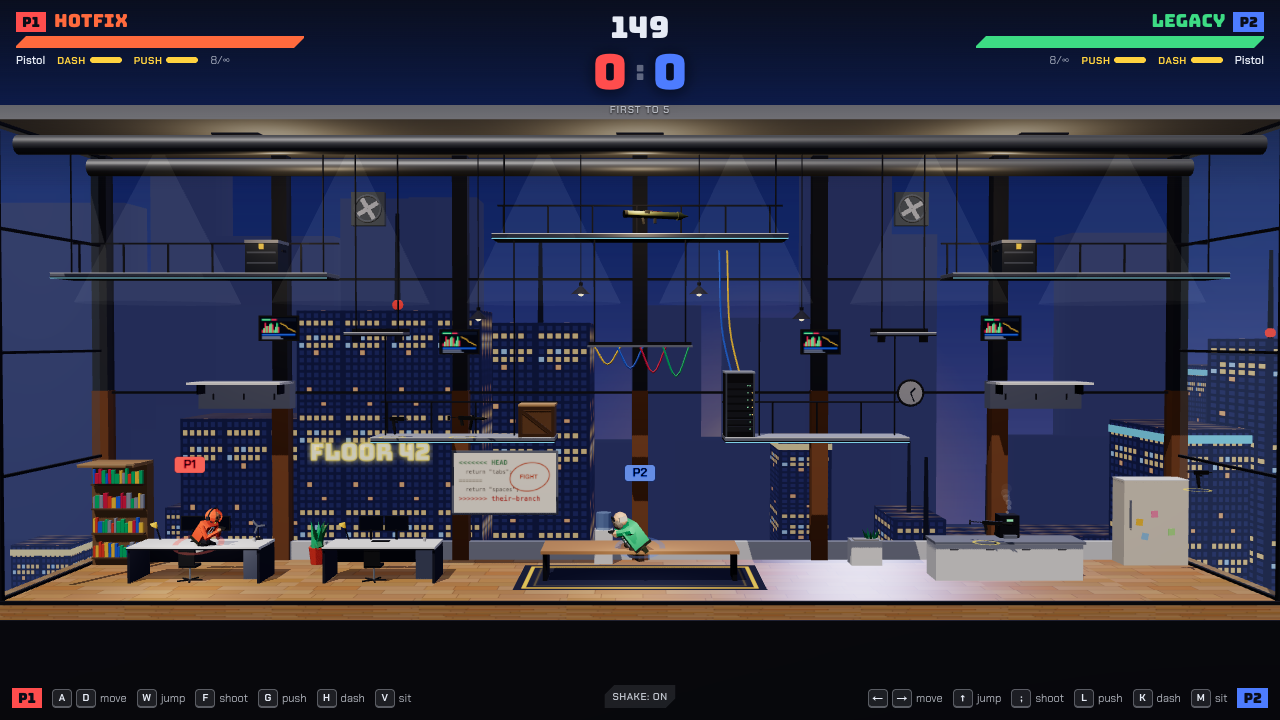 P1 HOTFIX
149
LEGACY P2
0 : 0
Pistol DASH PUSH 8/∞
8/∞ PUSH DASH Pistol
FIRST TO 5
FLOOR 42
P1
P2
<<<<<<< HEAD
return "tabs"
=======
return "spaces"
>>>>>>> their-branch
FIGHT
P1 A D move W jump F shoot G push H dash V sit
SHAKE: ON
← → move ↑ jump ; shoot L push K dash M sit P2